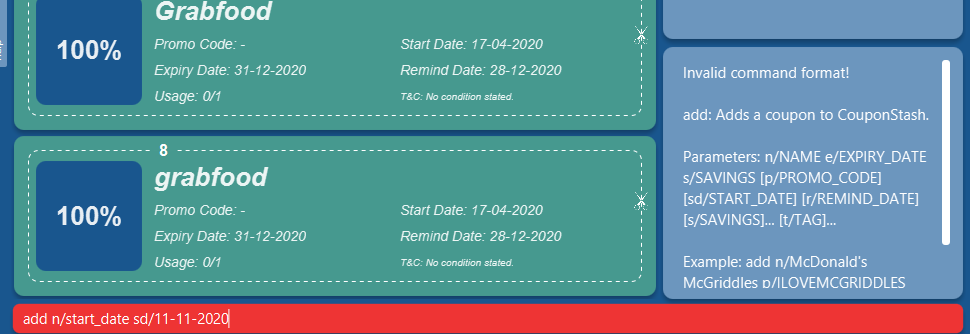 Grabfood
100%
Promo Code: -
Start Date: 17-04-2020
Expiry Date: 31-12-2020
Remind Date: 28-12-2020
Usage: 0/1
T&C: No condition stated.
8
grabfood
100%
Promo Code: -
Start Date: 17-04-2020
Expiry Date: 31-12-2020
Remind Date: 28-12-2020
Usage: 0/1
T&C: No condition stated.
Invalid command format!
add: Adds a coupon to CouponStash.
Parameters: n/NAME e/EXPIRY_DATE
s/SAVINGS [p/PROMO_CODE]
[sd/START_DATE] [r/REMIND_DATE]
[s/SAVINGS]... [t/TAG]...
Example: add n/McDonald's
McGriddles p/ILOVEMCGRIDDLES
add n/start_date sd/11-11-2020